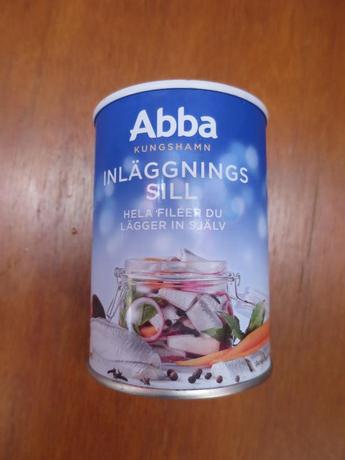 Abba
KUNGSHAMN
INLÄGGNINGS
SILL
HELA FILÉER DU
LÄGGER IN SJÄLV